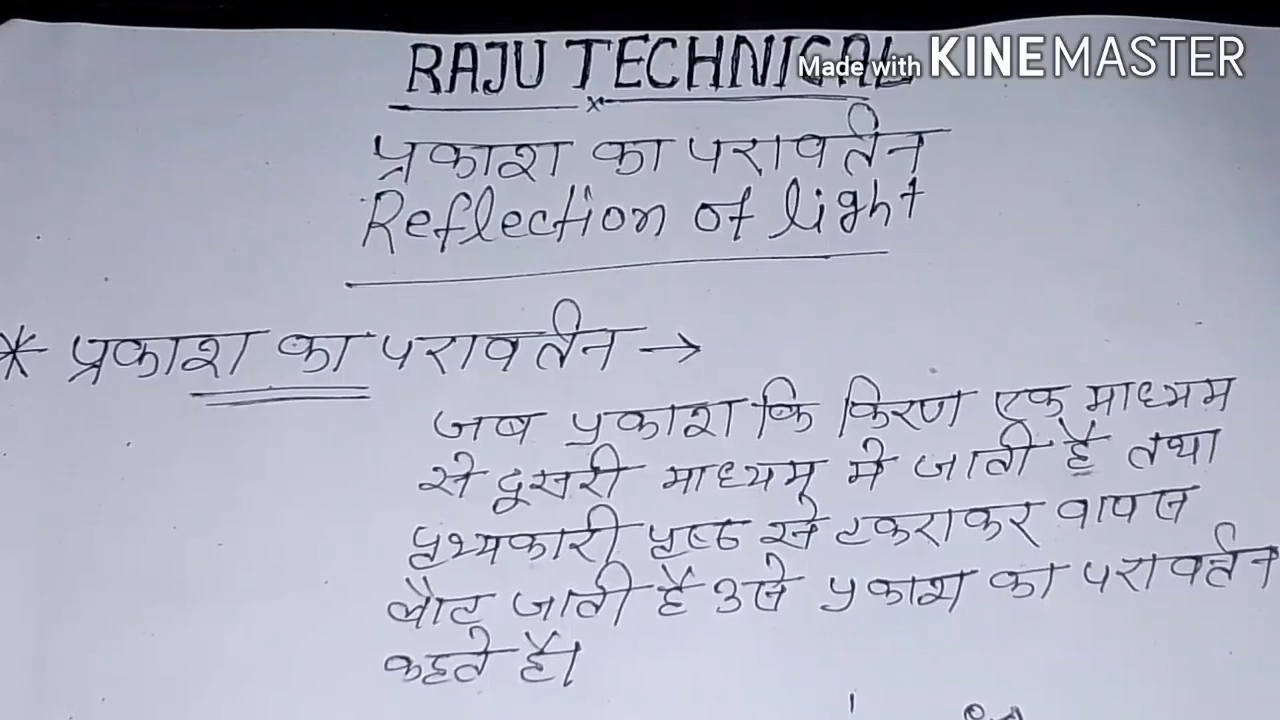 RAJU TECHNICAL
Made with KINEMASTER
प्रकाश का परावर्तन
Reflection of light
* प्रकाश का परावर्तन →
जब प्रकाश कि किरण एक माध्यम
से दूसरी माध्यम में जाती है तथा
पृथ्यकारी पृष्ठ से टकराकर वापस
लौट जाती है उसे प्रकाश का परावर्तन
कहते है।